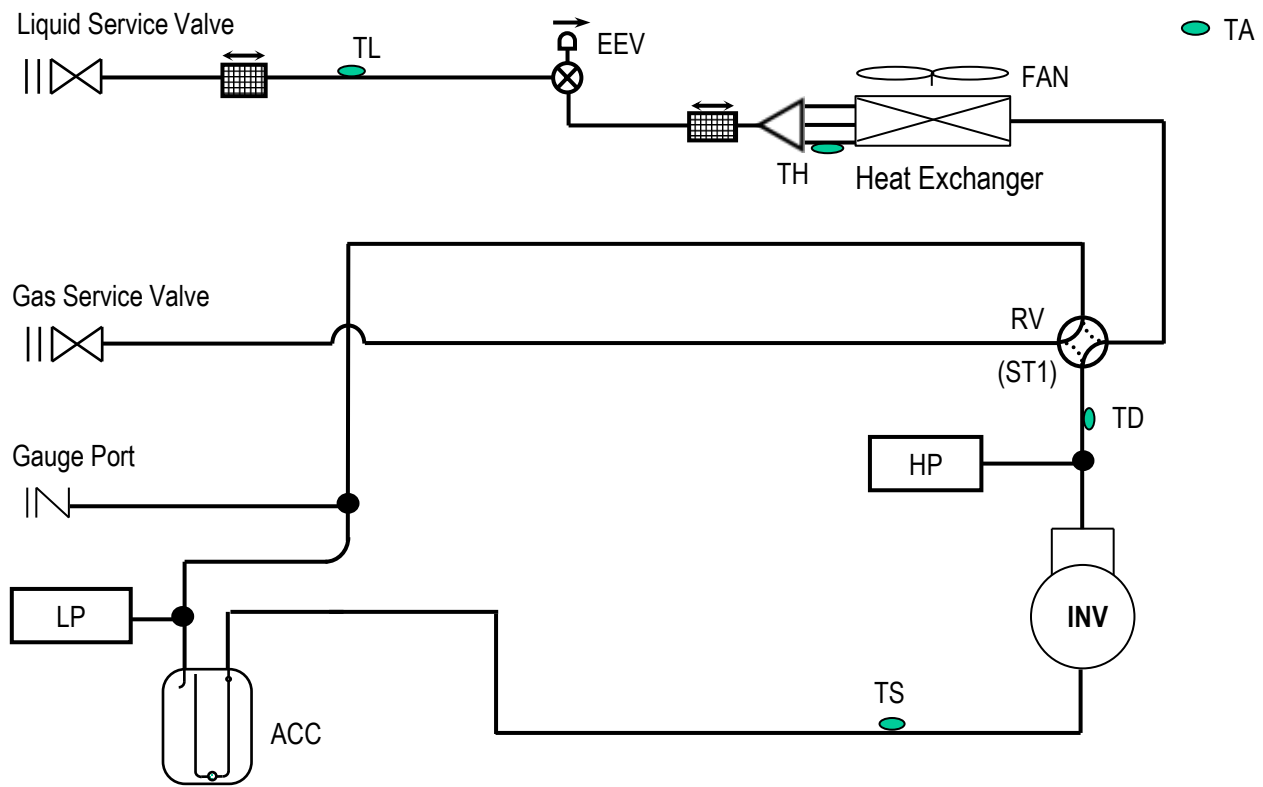 Liquid Service Valve
TL
EEV
TA
FAN
TH
Heat Exchanger
Gas Service Valve
RV
(ST1)
TD
Gauge Port
HP
LP
INV
TS
ACC